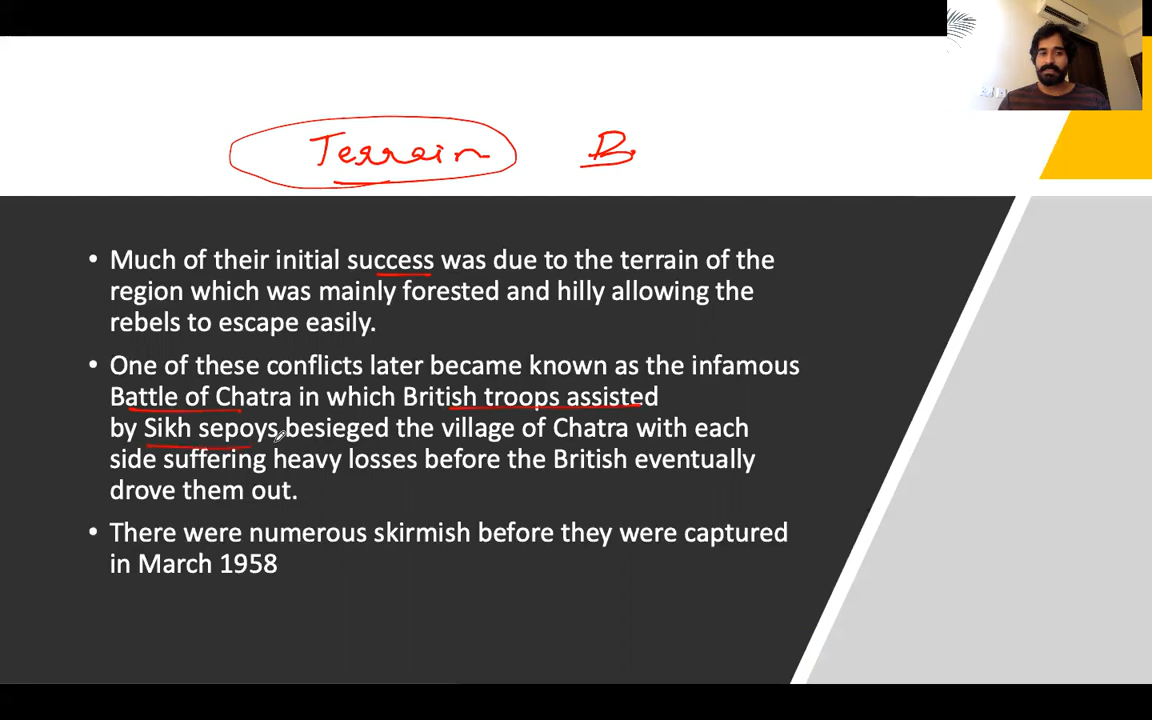 Terrain B
• Much of their initial success was due to the terrain of the
region which was mainly forested and hilly allowing the
rebels to escape easily.
• One of these conflicts later became known as the infamous
Battle of Chatra in which British troops assisted
by Sikh sepoys besieged the village of Chatra with each
side suffering heavy losses before the British eventually
drove them out.
• There were numerous skirmish before they were captured
in March 1958